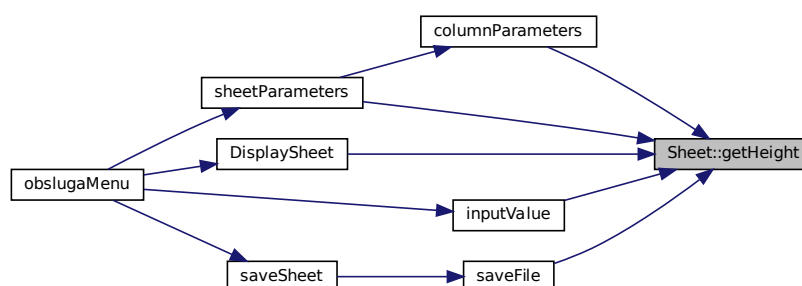 columnParameters
sheetParameters
DisplaySheet
Sheet::getHeight
obslugaMenu
inputValue
saveSheet
saveFile